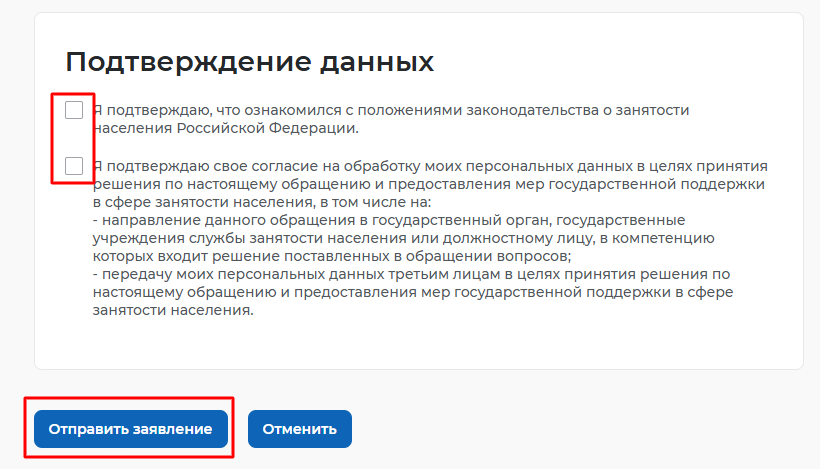 Подтверждение данных
Я подтверждаю, что ознакомился с положениями законодательства о занятости
населения Российской Федерации.
Я подтверждаю свое согласие на обработку моих персональных данных в целях принятия
решения по настоящему обращению и предоставления мер государственной поддержки
в сфере занятости населения, в том числе на:
- направление данного обращения в государственный орган, государственные
учреждения службы занятости населения или должностному лицу, в компетенцию
которых входит решение поставленных в обращении вопросов;
- передачу моих персональных данных третьим лицам в целях принятия решения по
настоящему обращению и предоставления мер государственной поддержки в сфере
занятости населения.
Отправить заявление
Отменить